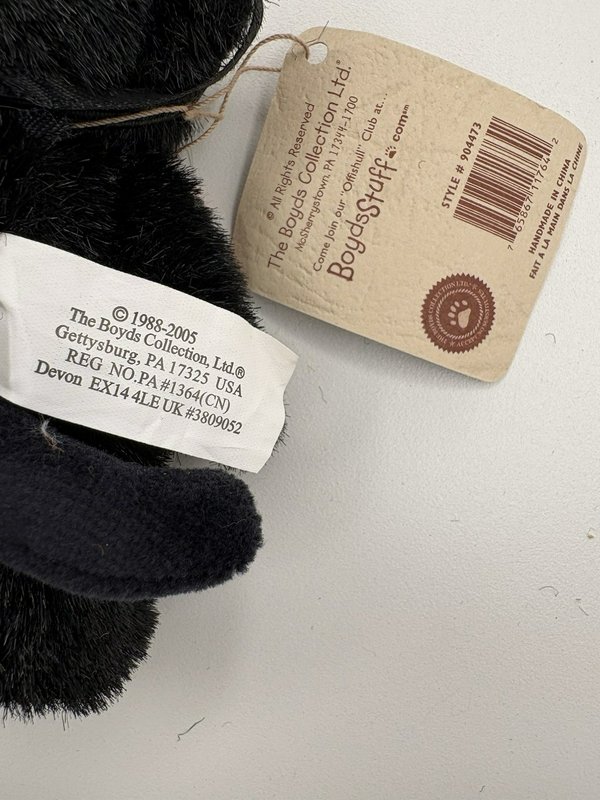 © 1988-2005
The Boyds Collection, Ltd.®
Gettysburg, PA 17325 USA
REG NO.PA #1364(CN)
Devon EX14 4LE UK #3809052
© All Rights Reserved
The Boyds Collection Ltd.®
McSherrystown, PA 17344-1700
Come Join our "Offishull" Club at...
BoydsStuff.com℠
STYLE # 904473
HANDMADE IN CHINA
FAIT A LA MAIN DANS LA CHINE